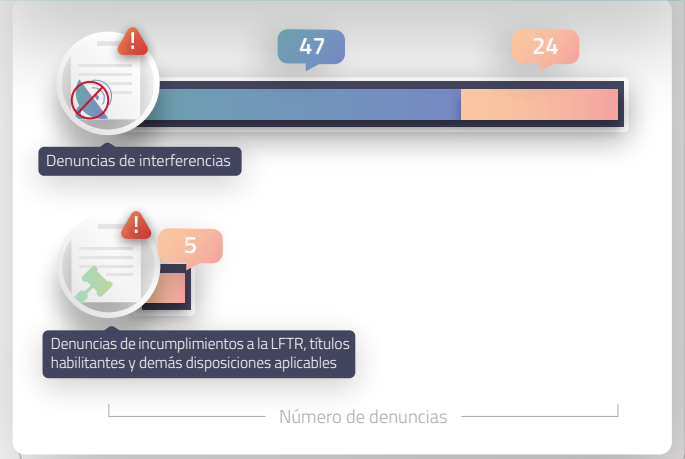 47
24
Denuncias de interferencias
5
Denuncias de incumplimientos a la LFTR, títulos
habilitantes y demás disposiciones aplicables
Número de denuncias